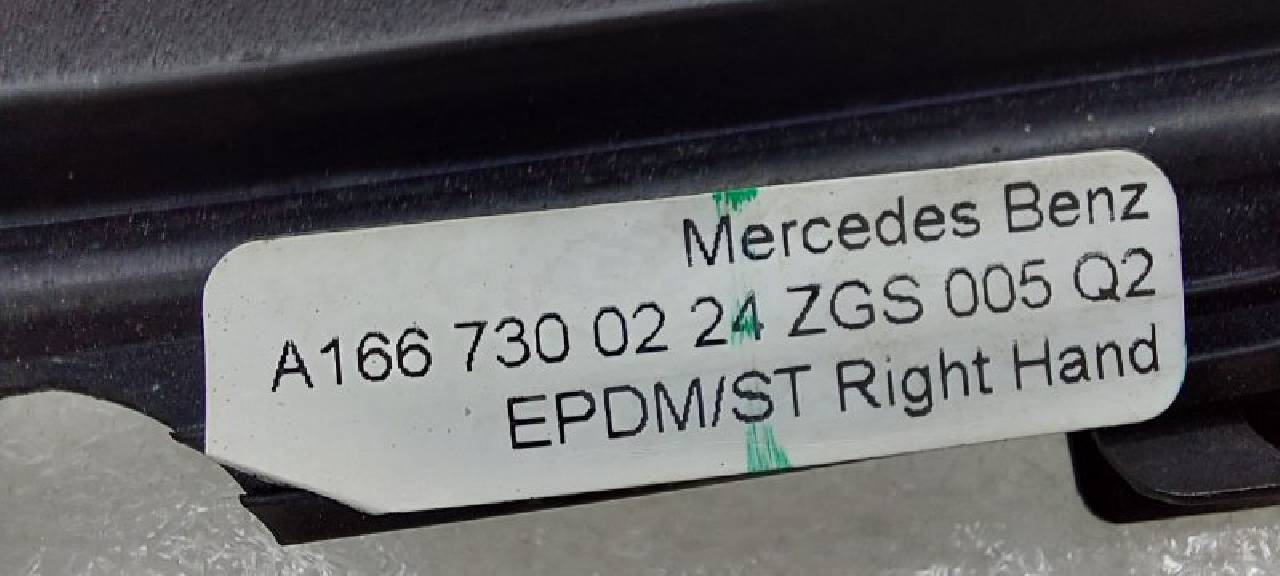 Mercedes Benz
A166 730 02 24 ZGS 005 Q2
EPDM/ST Right Hand